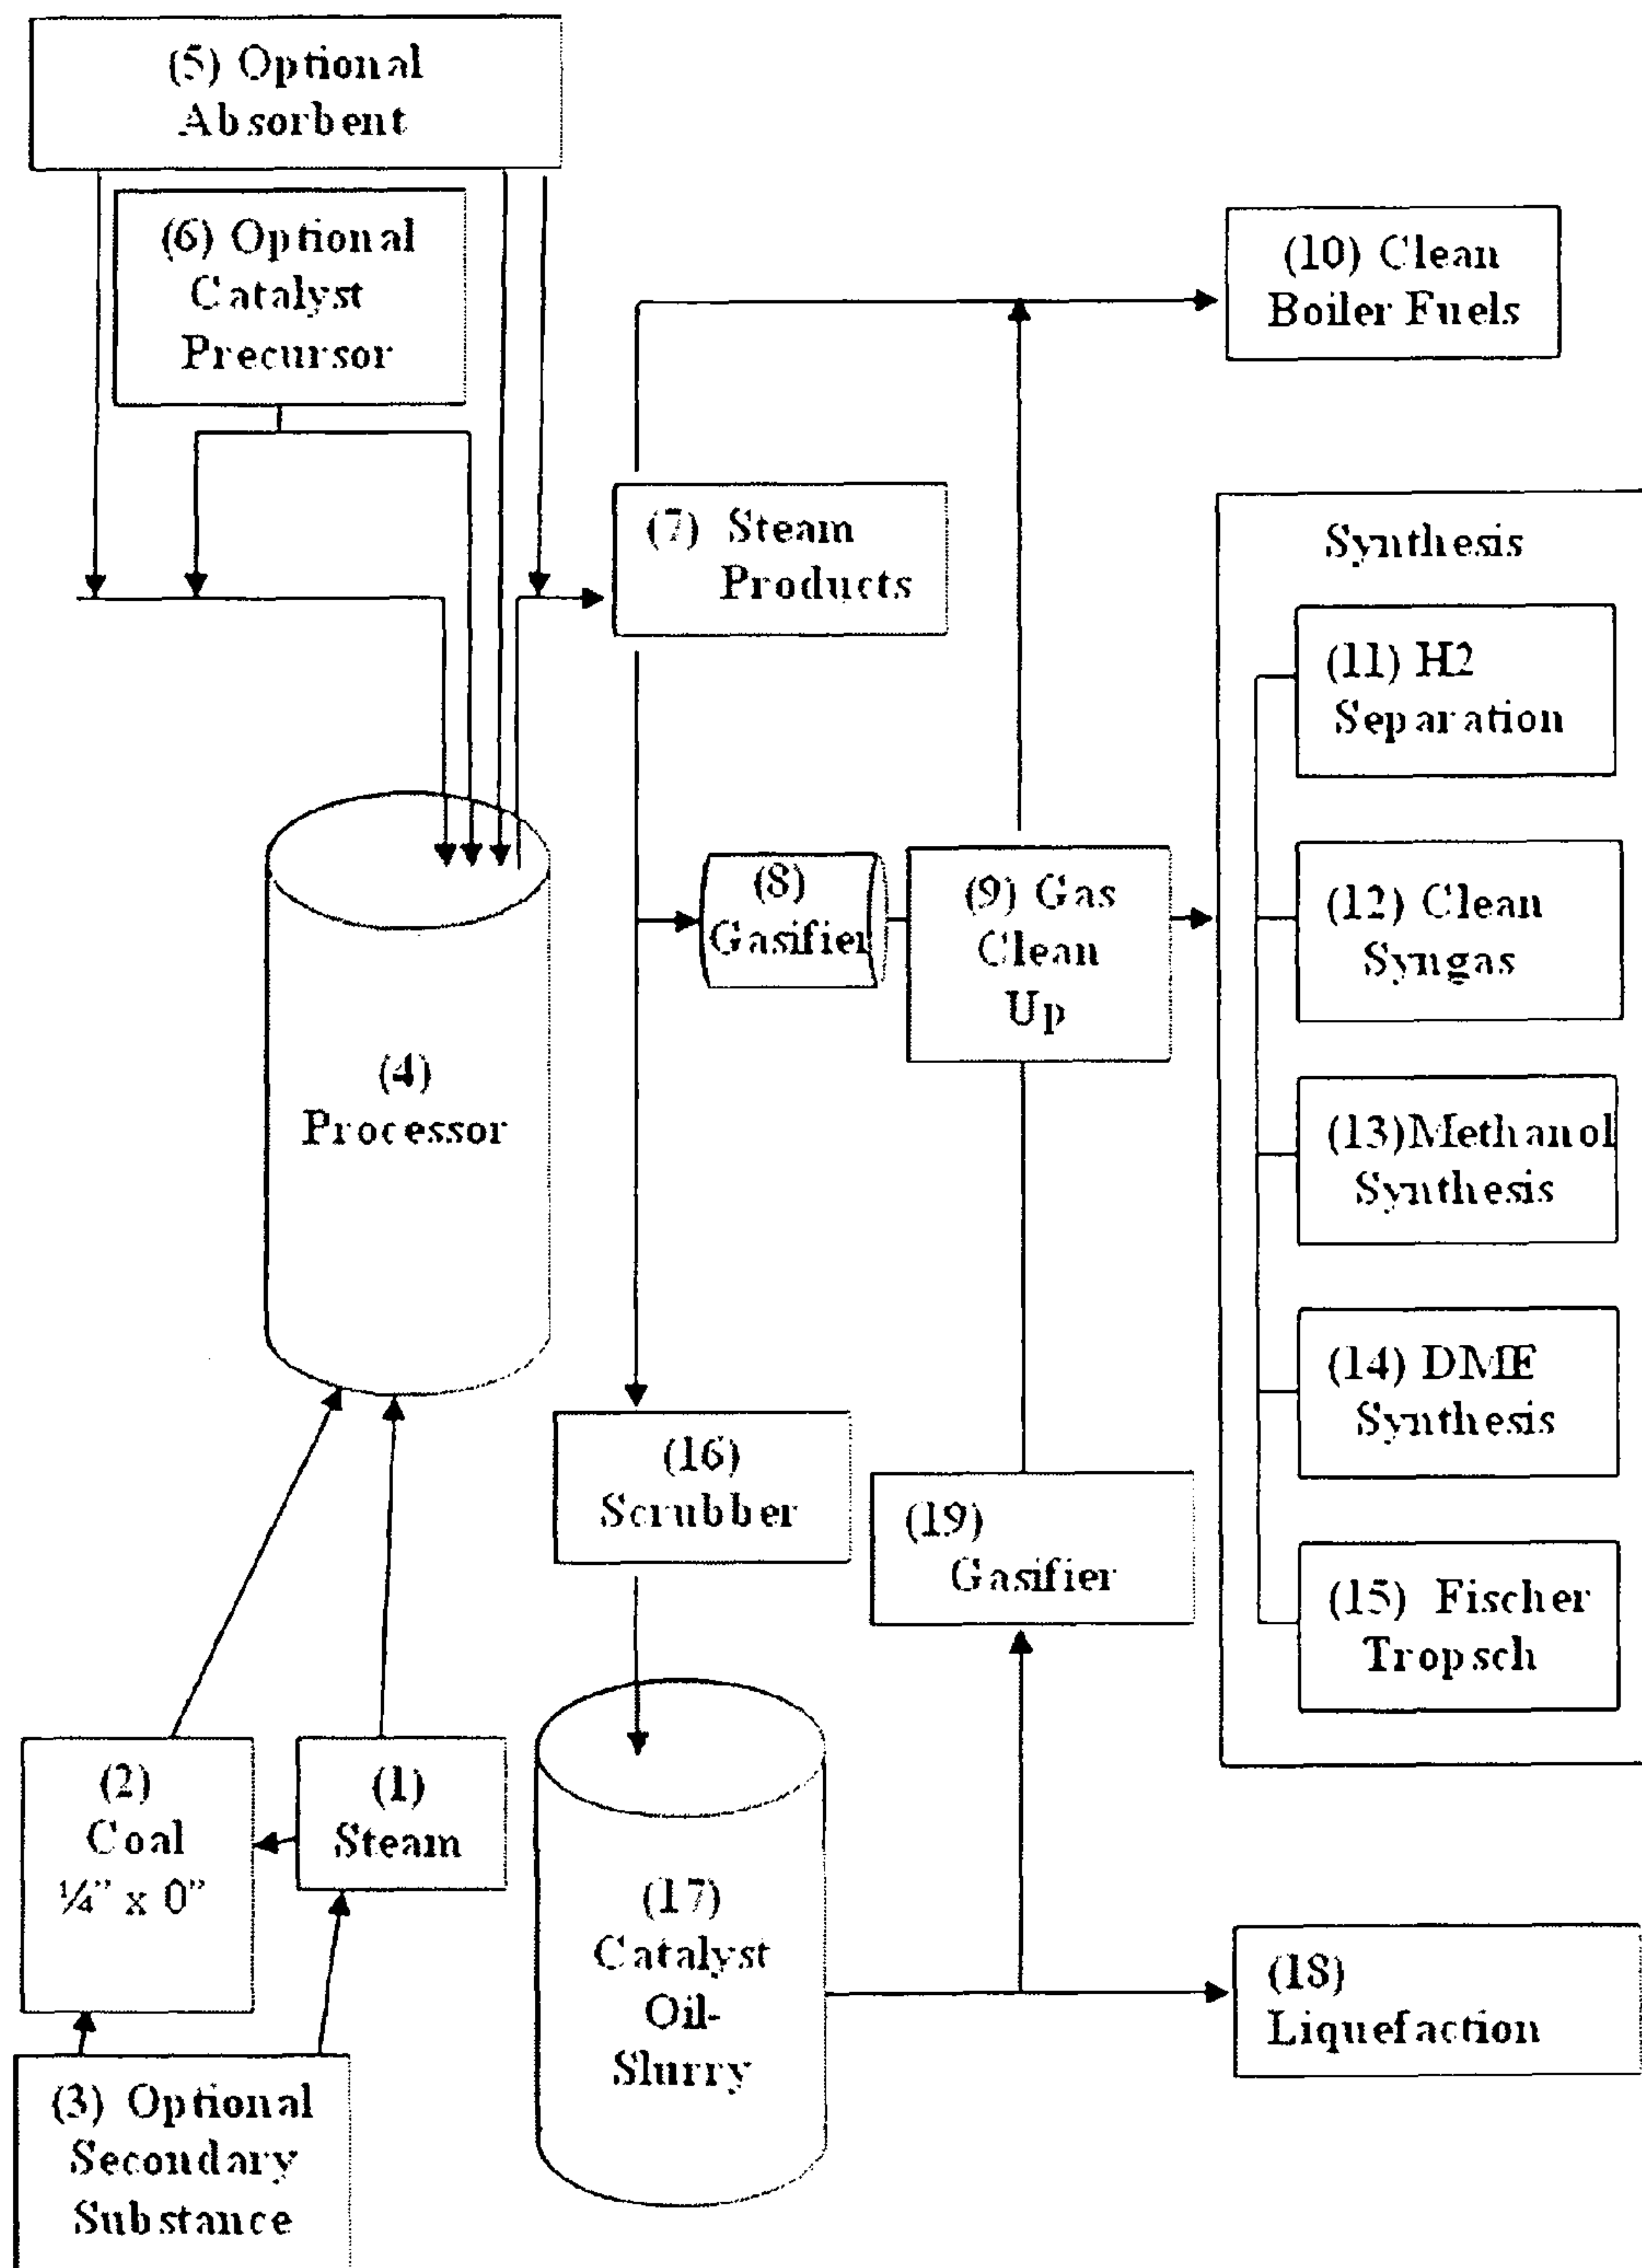 (5) Optional
Absorbent
(6) Optional
Catalyst
Precursor
(10) Clean
Boiler Fuels
(7) Steam
Products
Synthesis
(11) H2
Separation
(8)
Gasifier
(9) Gas
Clean
Up
(12) Clean
Syngas
(4)
Processor
(13)Methanol
Synthesis
(14) DME
Synthesis
(16)
Scrubber
(19)
Gasifier
(15) Fischer
Tropsch
(2)
Coal
¼” x 0”
(1)
Steam
(17)
Catalyst
Oil-
Slurry
(18)
Liquefaction
(3) Optional
Secondary
Substance